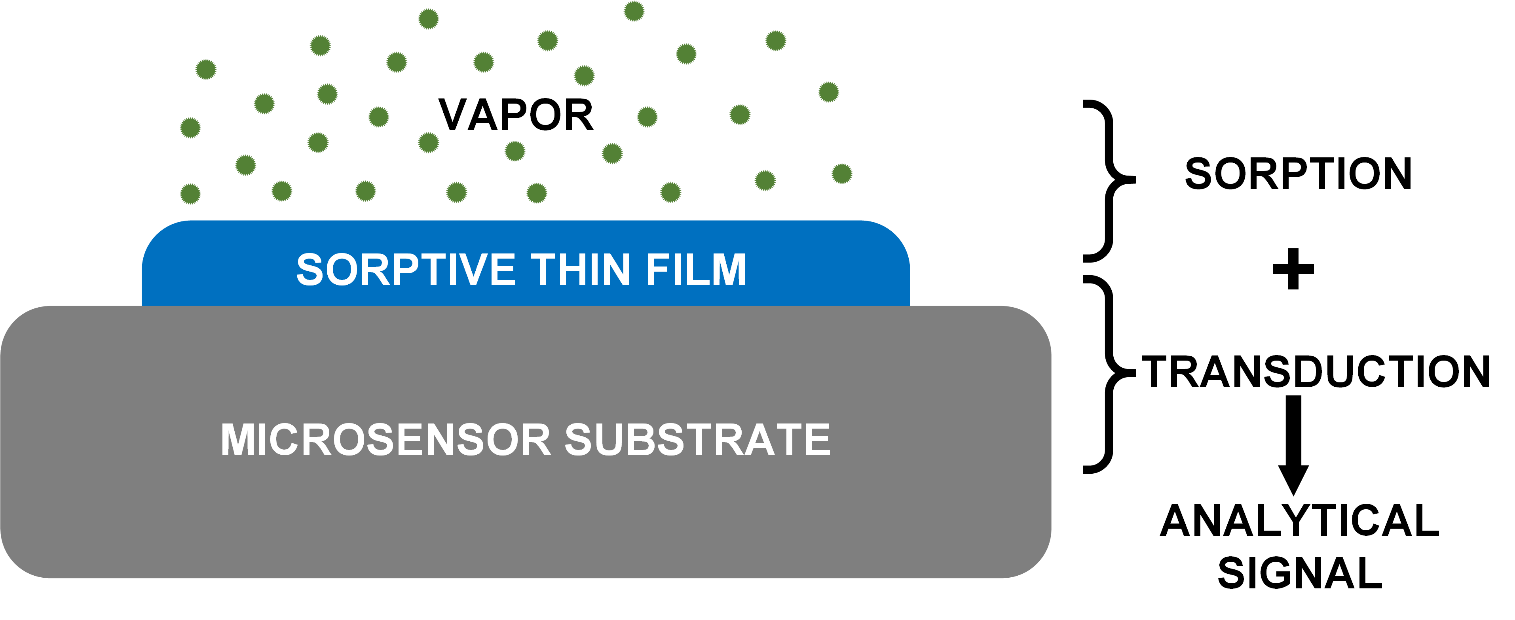 VAPOR
SORPTIVE THIN FILM
MICROSENSOR SUBSTRATE
SORPTION
+
TRANSDUCTION
ANALYTICAL
SIGNAL